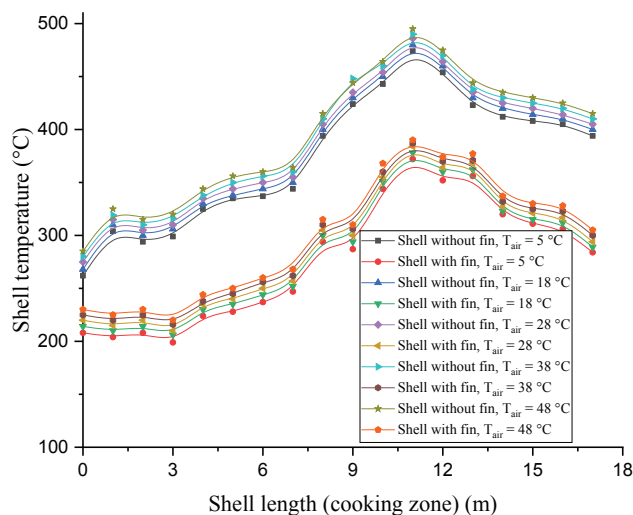 500
400
300
200
100
Shell temperature (°C)
Shell without fin, T_air = 5 °C
Shell with fin, T_air = 5 °C
Shell without fin, T_air = 18 °C
Shell with fin, T_air = 18 °C
Shell without fin, T_air = 28 °C
Shell with fin, T_air = 28 °C
Shell without fin, T_air = 38 °C
Shell with fin, T_air = 38 °C
Shell without fin, T_air = 48 °C
Shell with fin, T_air = 48 °C
0 3 6 9 12 15 18
Shell length (cooking zone) (m)